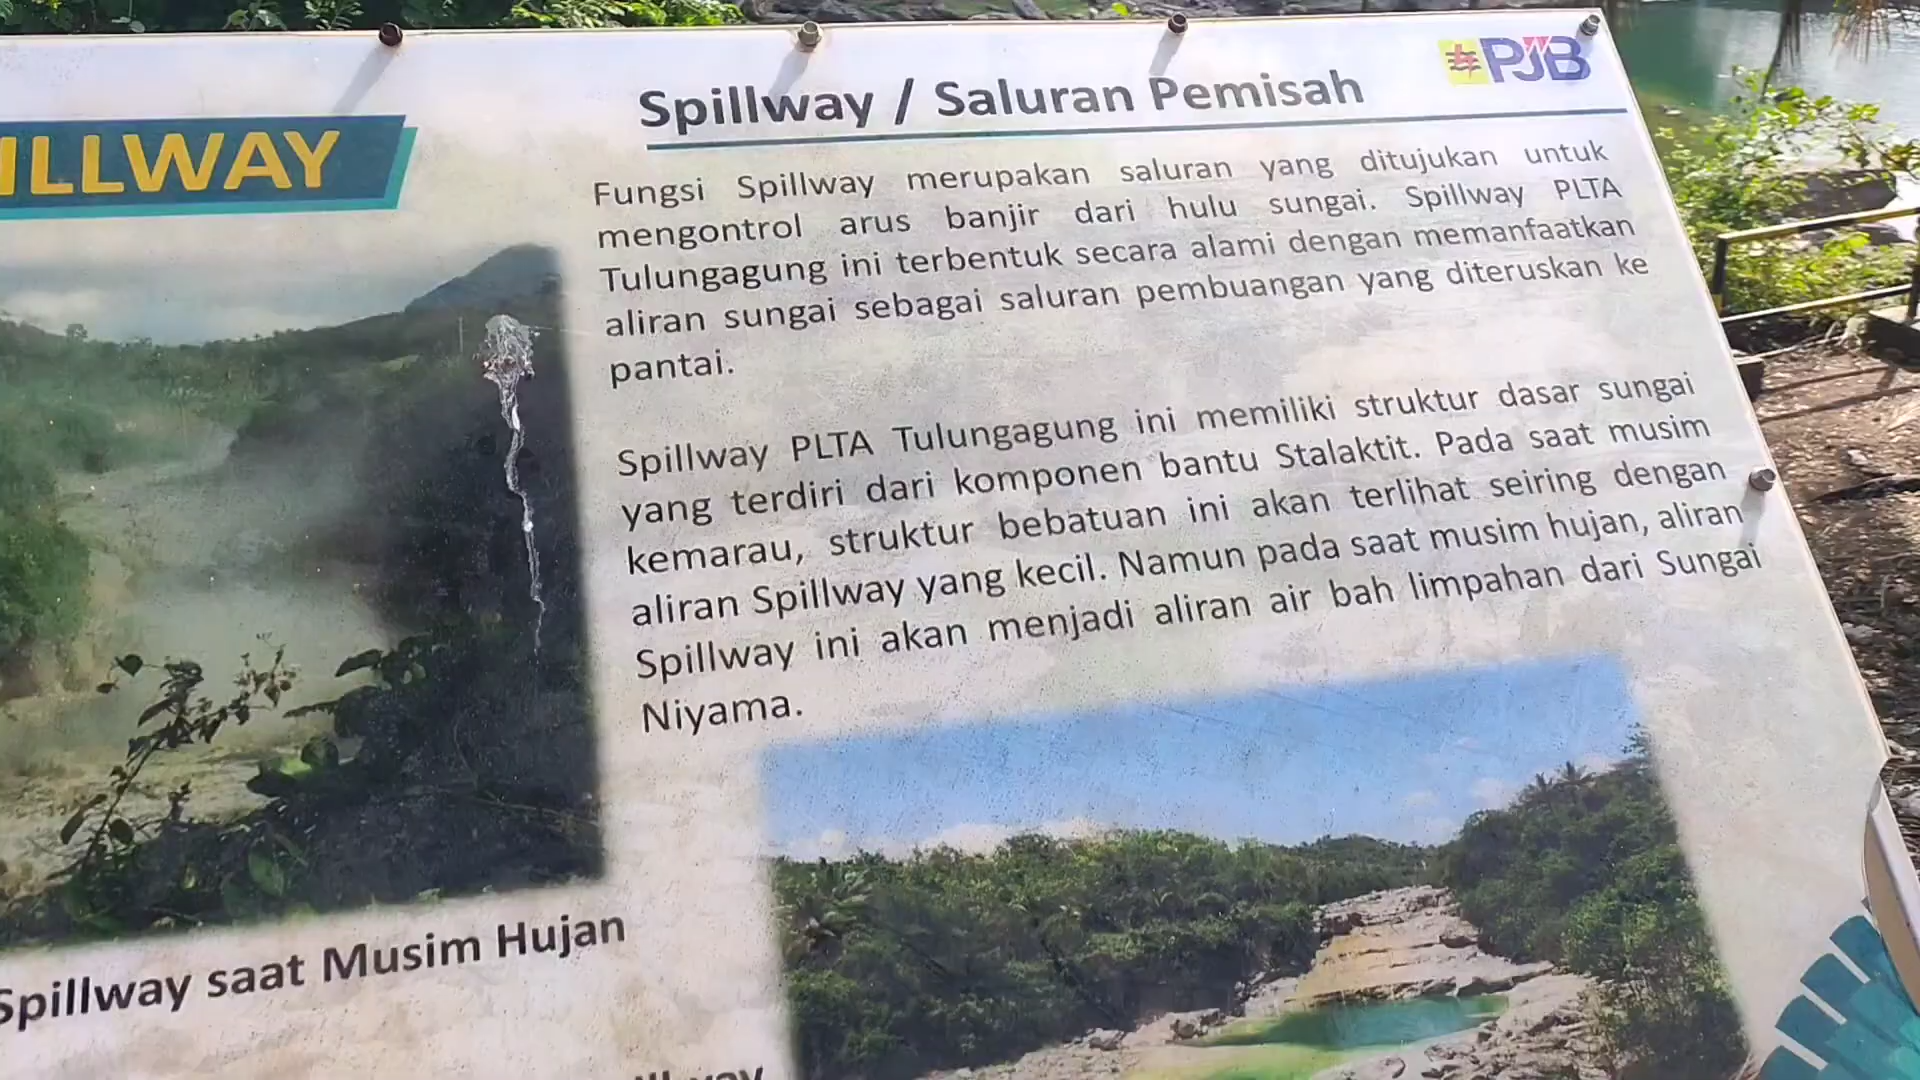 PJB
Spillway / Saluran Pemisah
ILLWAY
Fungsi Spillway merupakan saluran yang ditujukan untuk
mengontrol arus banjir dari hulu sungai. Spillway PLTA
Tulungagung ini terbentuk secara alami dengan memanfaatkan
aliran sungai sebagai saluran pembuangan yang diteruskan ke
pantai.
Spillway PLTA Tulungagung ini memiliki struktur dasar sungai
yang terdiri dari komponen bantu Stalaktit. Pada saat musim
kemarau, struktur bebatuan ini akan terlihat seiring dengan
aliran Spillway yang kecil. Namun pada saat musim hujan, aliran
Spillway ini akan menjadi aliran air bah limpahan dari Sungai
Niyama.
Spillway saat Musim Hujan